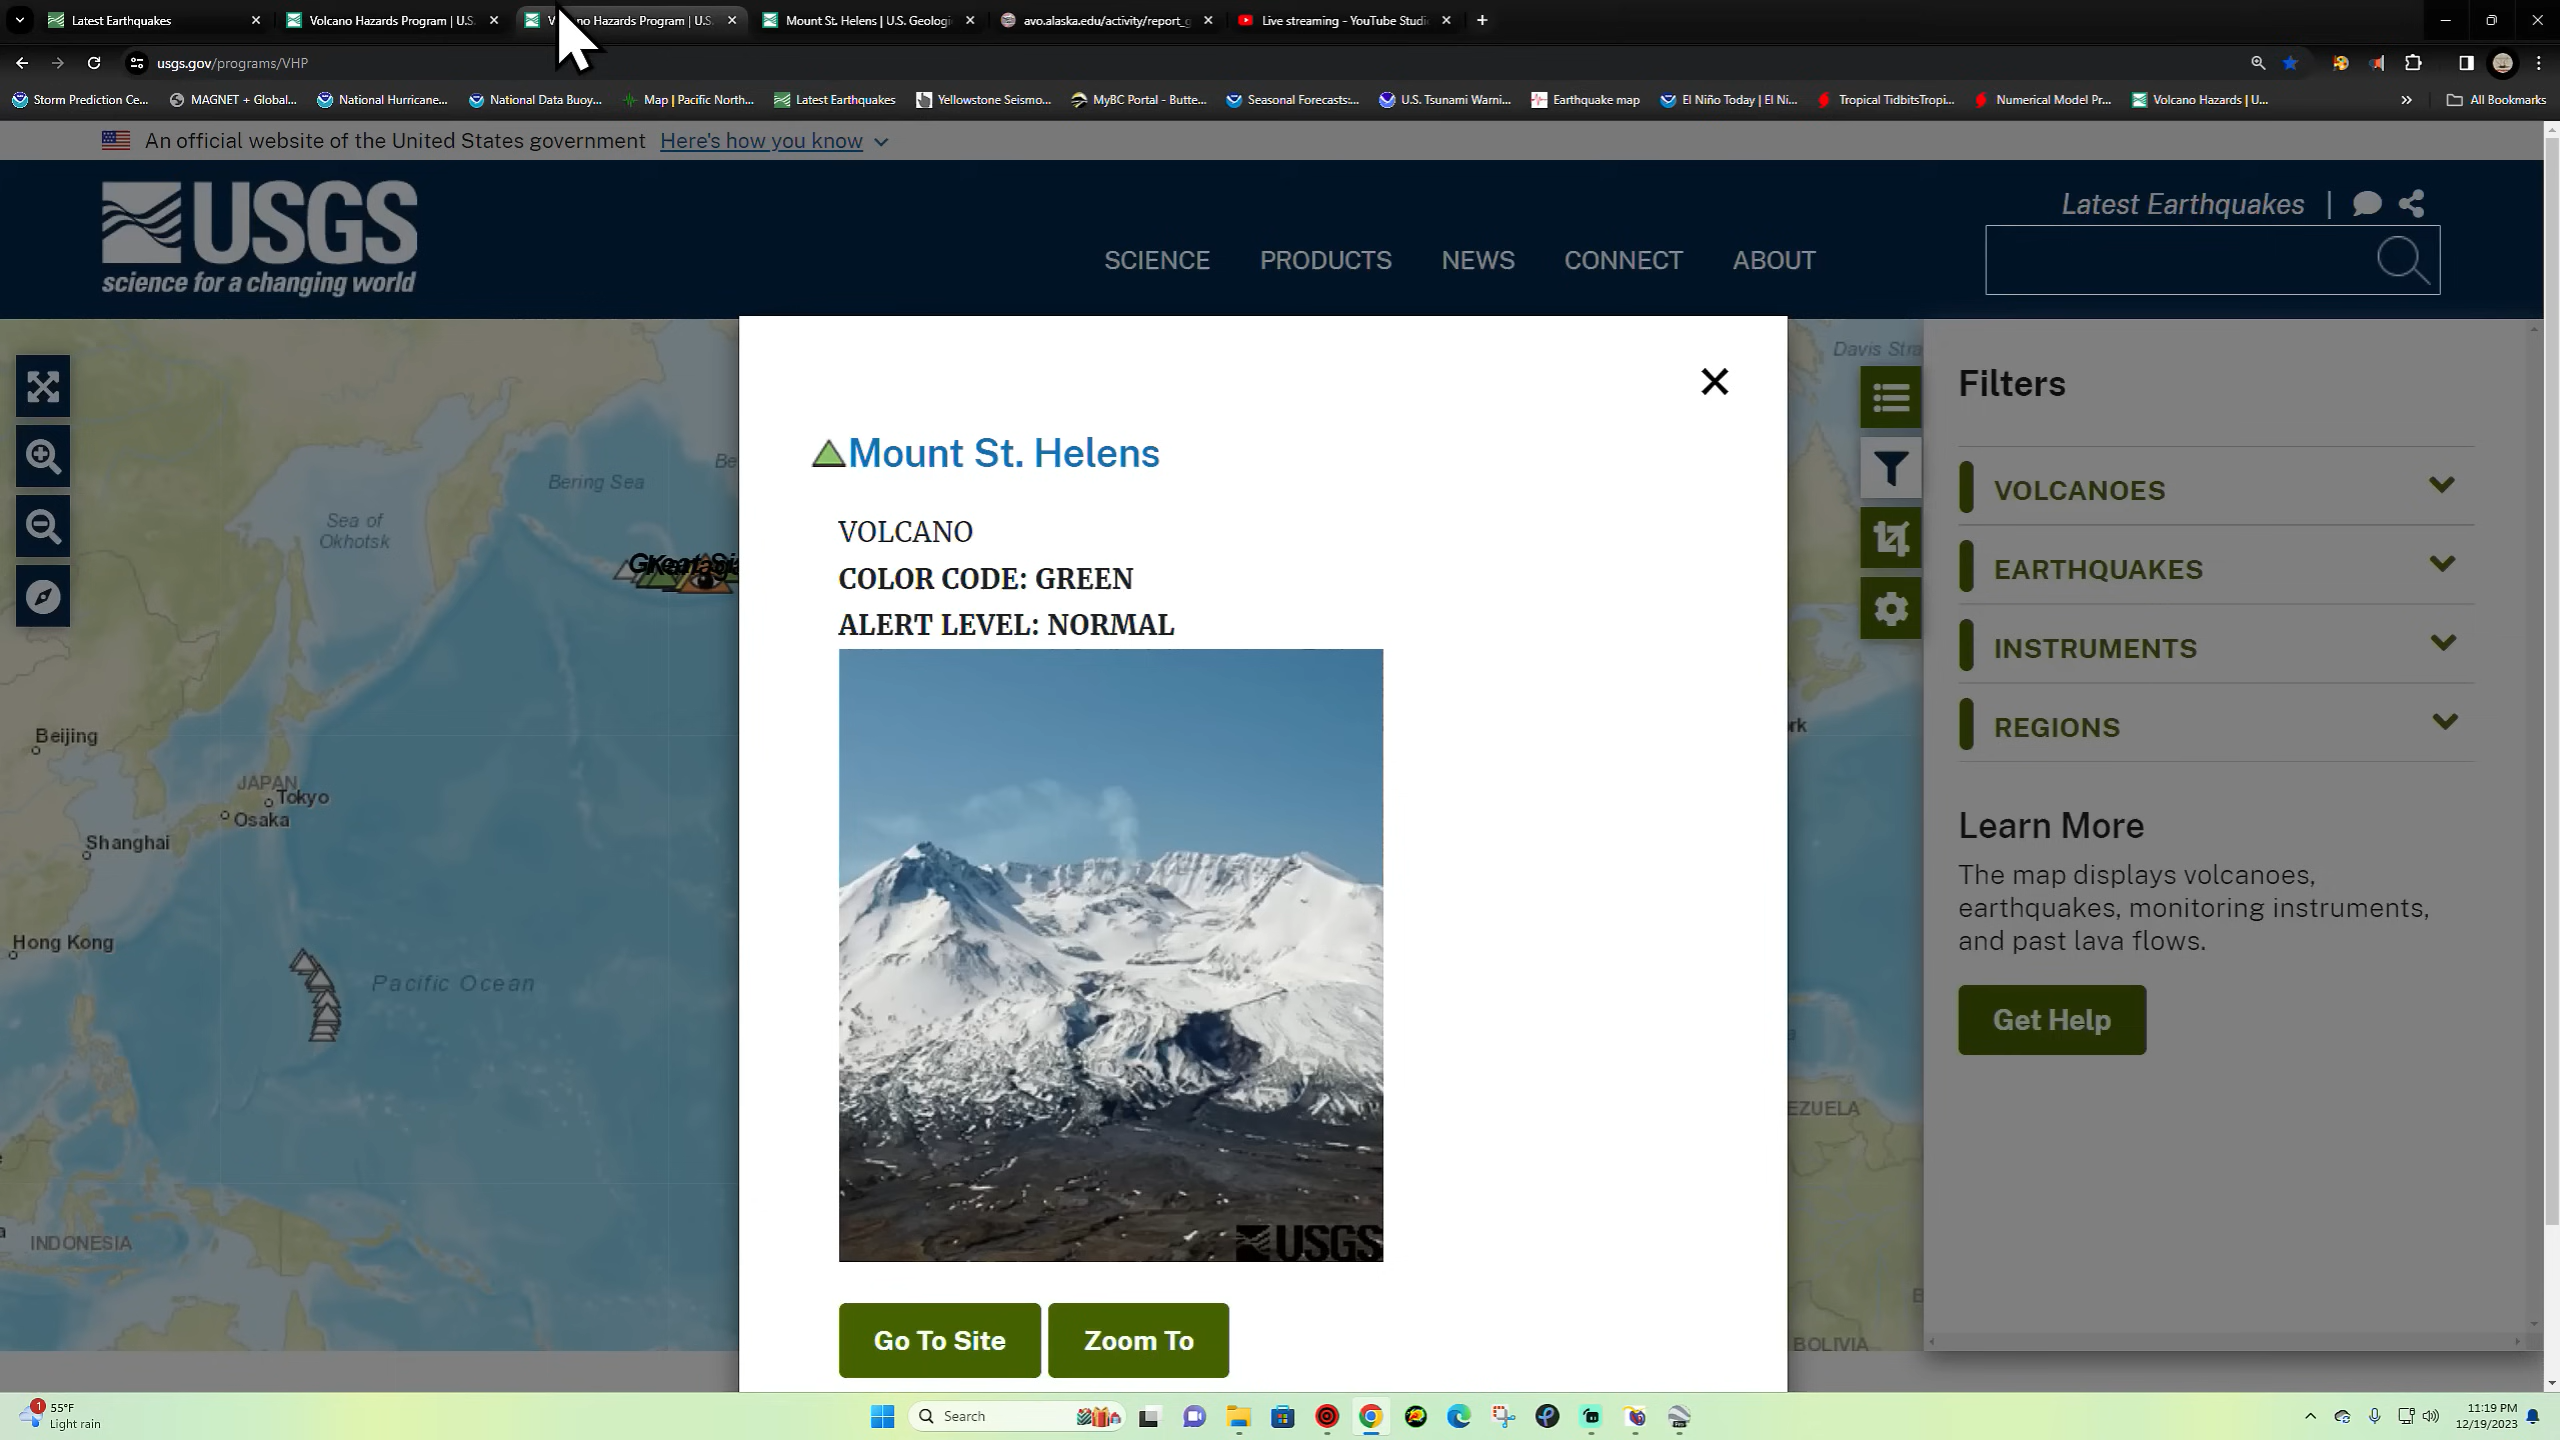 Latest Earthquakes
Volcano Hazards Program | U.S.
Hazards Program | U.S.
Mount St. Helens | U.S. Geologi
avo.alaska.edu/activity/report_g
Live streaming - YouTube Studi
usgs.gov/programs/VHP
Storm Prediction Ce...
MAGNET + Global...
National Hurricane...
National Data Buoy...
Map | Pacific North...
Latest Earthquakes
Yellowstone Seismo...
MyBC Portal - Butte...
Seasonal Forecasts:...
U.S. Tsunami Warni...
Earthquake map
El Niño Today | El Ni...
Tropical TidbitsTropi...
Numerical Model Pr...
Volcano Hazards | U...
All Bookmarks
An official website of the United States government Here's how you know
USGS
science for a changing world
Latest Earthquakes |
SCIENCE PRODUCTS NEWS CONNECT ABOUT
Bering Sea
Sea of
Okhotsk
Beijing
JAPAN
Tokyo
Osaka
Shanghai
Hong Kong
Pacific Ocean
INDONESIA
Mount St. Helens
VOLCANO
COLOR CODE: GREEN
ALERT LEVEL: NORMAL
USGS
Go To Site
Zoom To
Davis Stra
rk
EZUELA
BOLIVIA
Filters
VOLCANOES
EARTHQUAKES
INSTRUMENTS
REGIONS
Learn More
The map displays volcanoes,
earthquakes, monitoring instruments,
and past lava flows.
Get Help
1
55°F
Light rain
Search
11:19 PM
12/19/2023